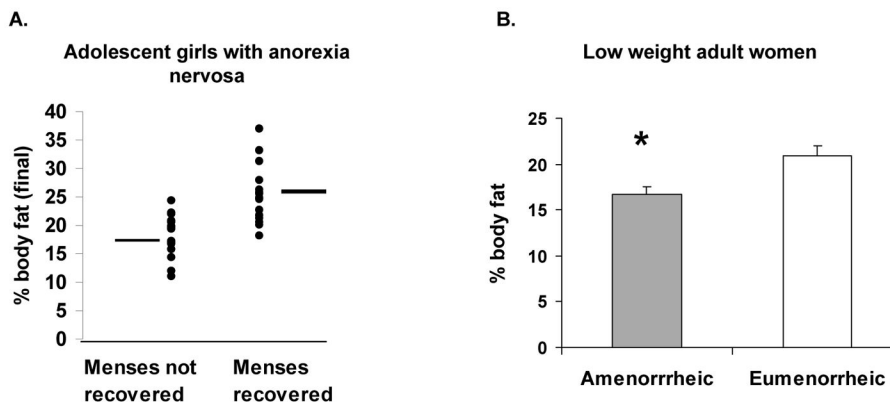 A.
Adolescent girls with anorexia
nervosa
% body fat (final)
40
35
30
25
20
15
10
5
0
Menses not
recovered
Menses
recovered
B.
Low weight adult women
% body fat
25
20
15
10
5
0
*
Amenorrrheic
Eumenorrheic